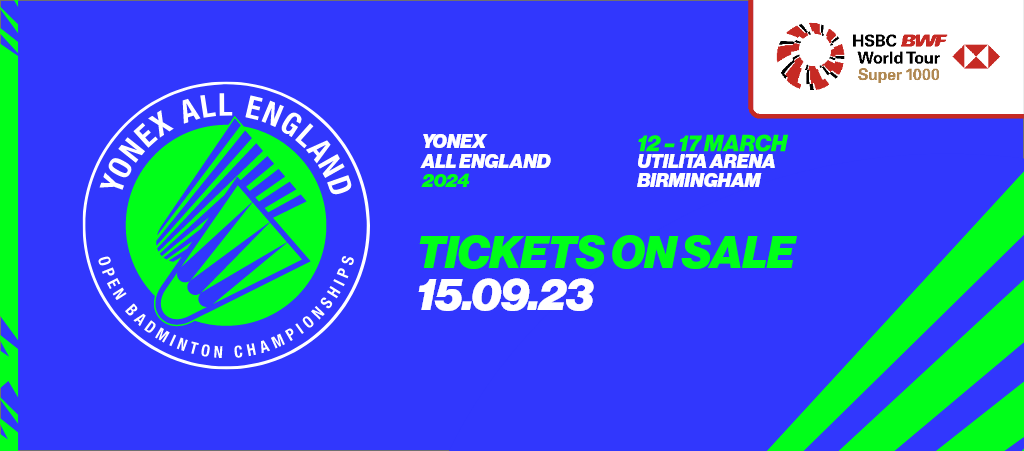 HSBC BWF
World Tour
Super 1000
YONEX ALL ENGLAND
OPEN BADMINTON CHAMPIONSHIPS
YONEX
ALL ENGLAND
2024
12 – 17 MARCH
UTILITA ARENA
BIRMINGHAM
TICKETS ON SALE
15.09.23